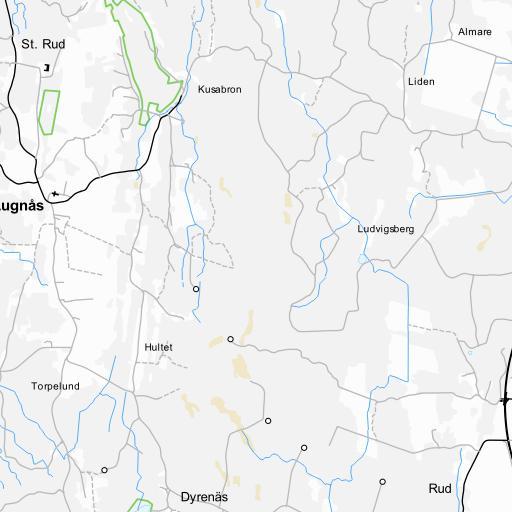 Almare
St. Rud
Liden
Kusabron
ugnås
Ludvigsberg
Hultet
Torpelund
Rud
Dyrenäs